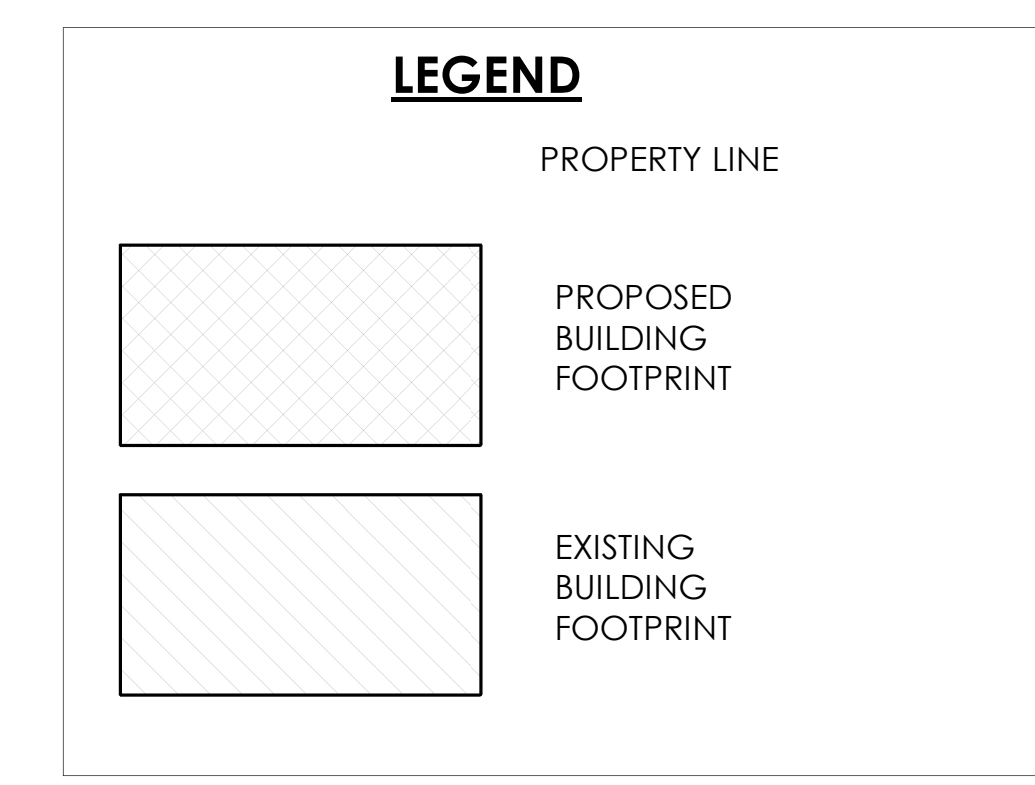 LEGEND
PROPERTY LINE
PROPOSED
BUILDING
FOOTPRINT
EXISTING
BUILDING
FOOTPRINT